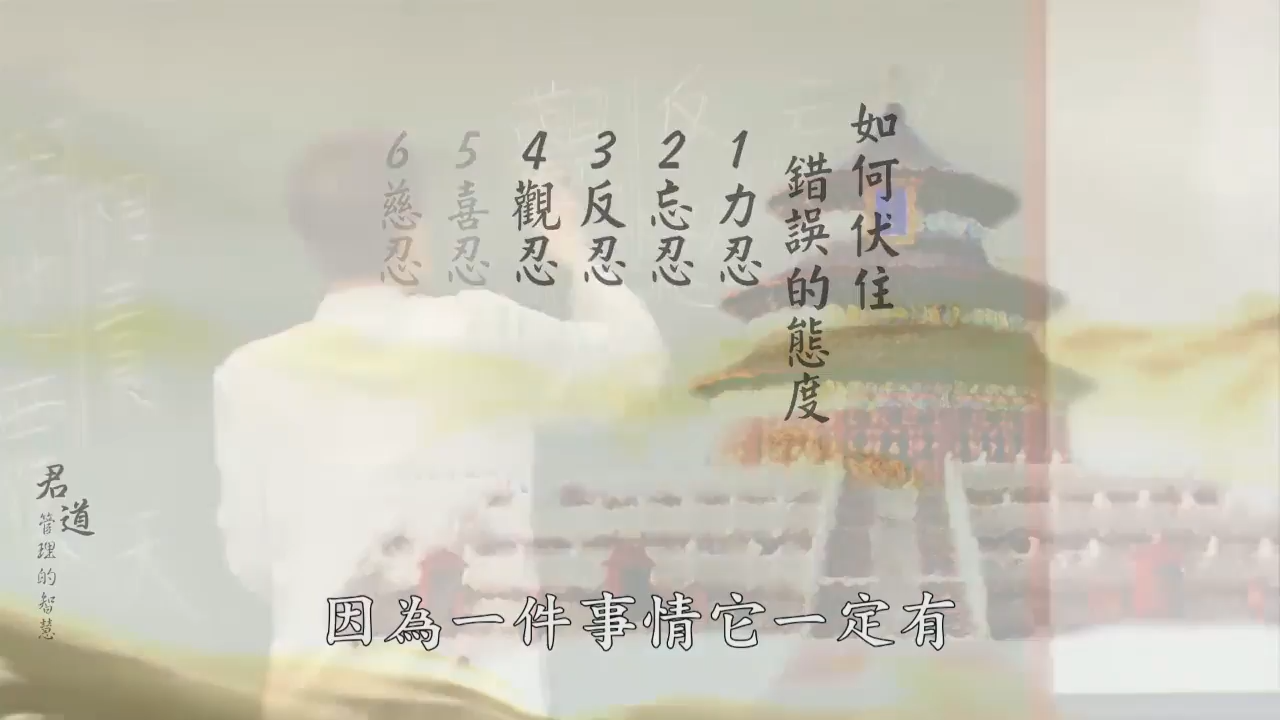 如何伏住
錯誤的態度
1力忍
2忘忍
3反忍
4觀忍
5喜忍
6慈忍
君道
管理的智慧
因為一件事情它一定有